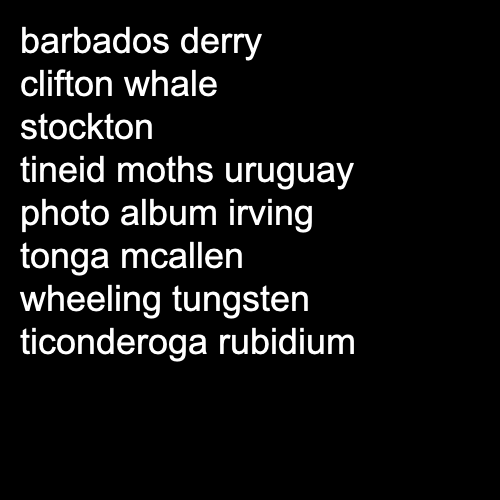 barbados derry
clifton whale
stockton
tineid moths uruguay
photo album irving
tonga mcallen
wheeling tungsten
ticonderoga rubidium